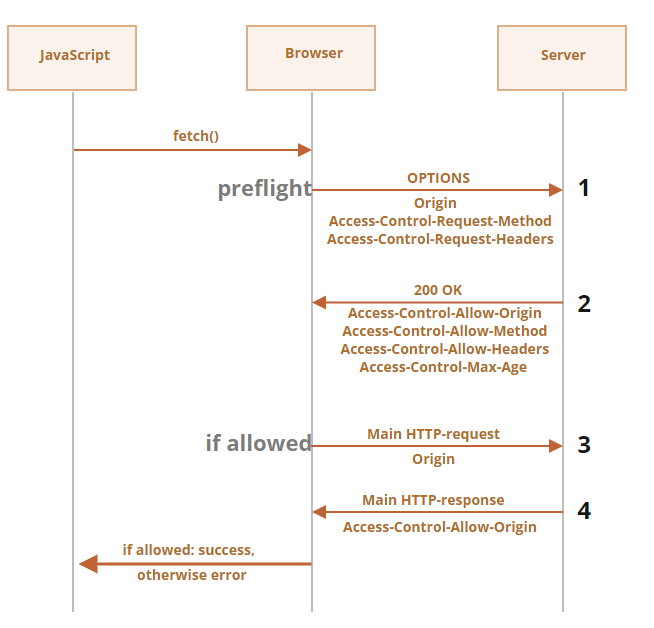 JavaScript
Browser
Server
fetch()
preflight
OPTIONS
1
Origin
Access-Control-Request-Method
Access-Control-Request-Headers
200 OK
2
Access-Control-Allow-Origin
Access-Control-Allow-Method
Access-Control-Allow-Headers
Access-Control-Max-Age
if allowed
Main HTTP-request
3
Origin
Main HTTP-response
4
Access-Control-Allow-Origin
if allowed: success,
otherwise error